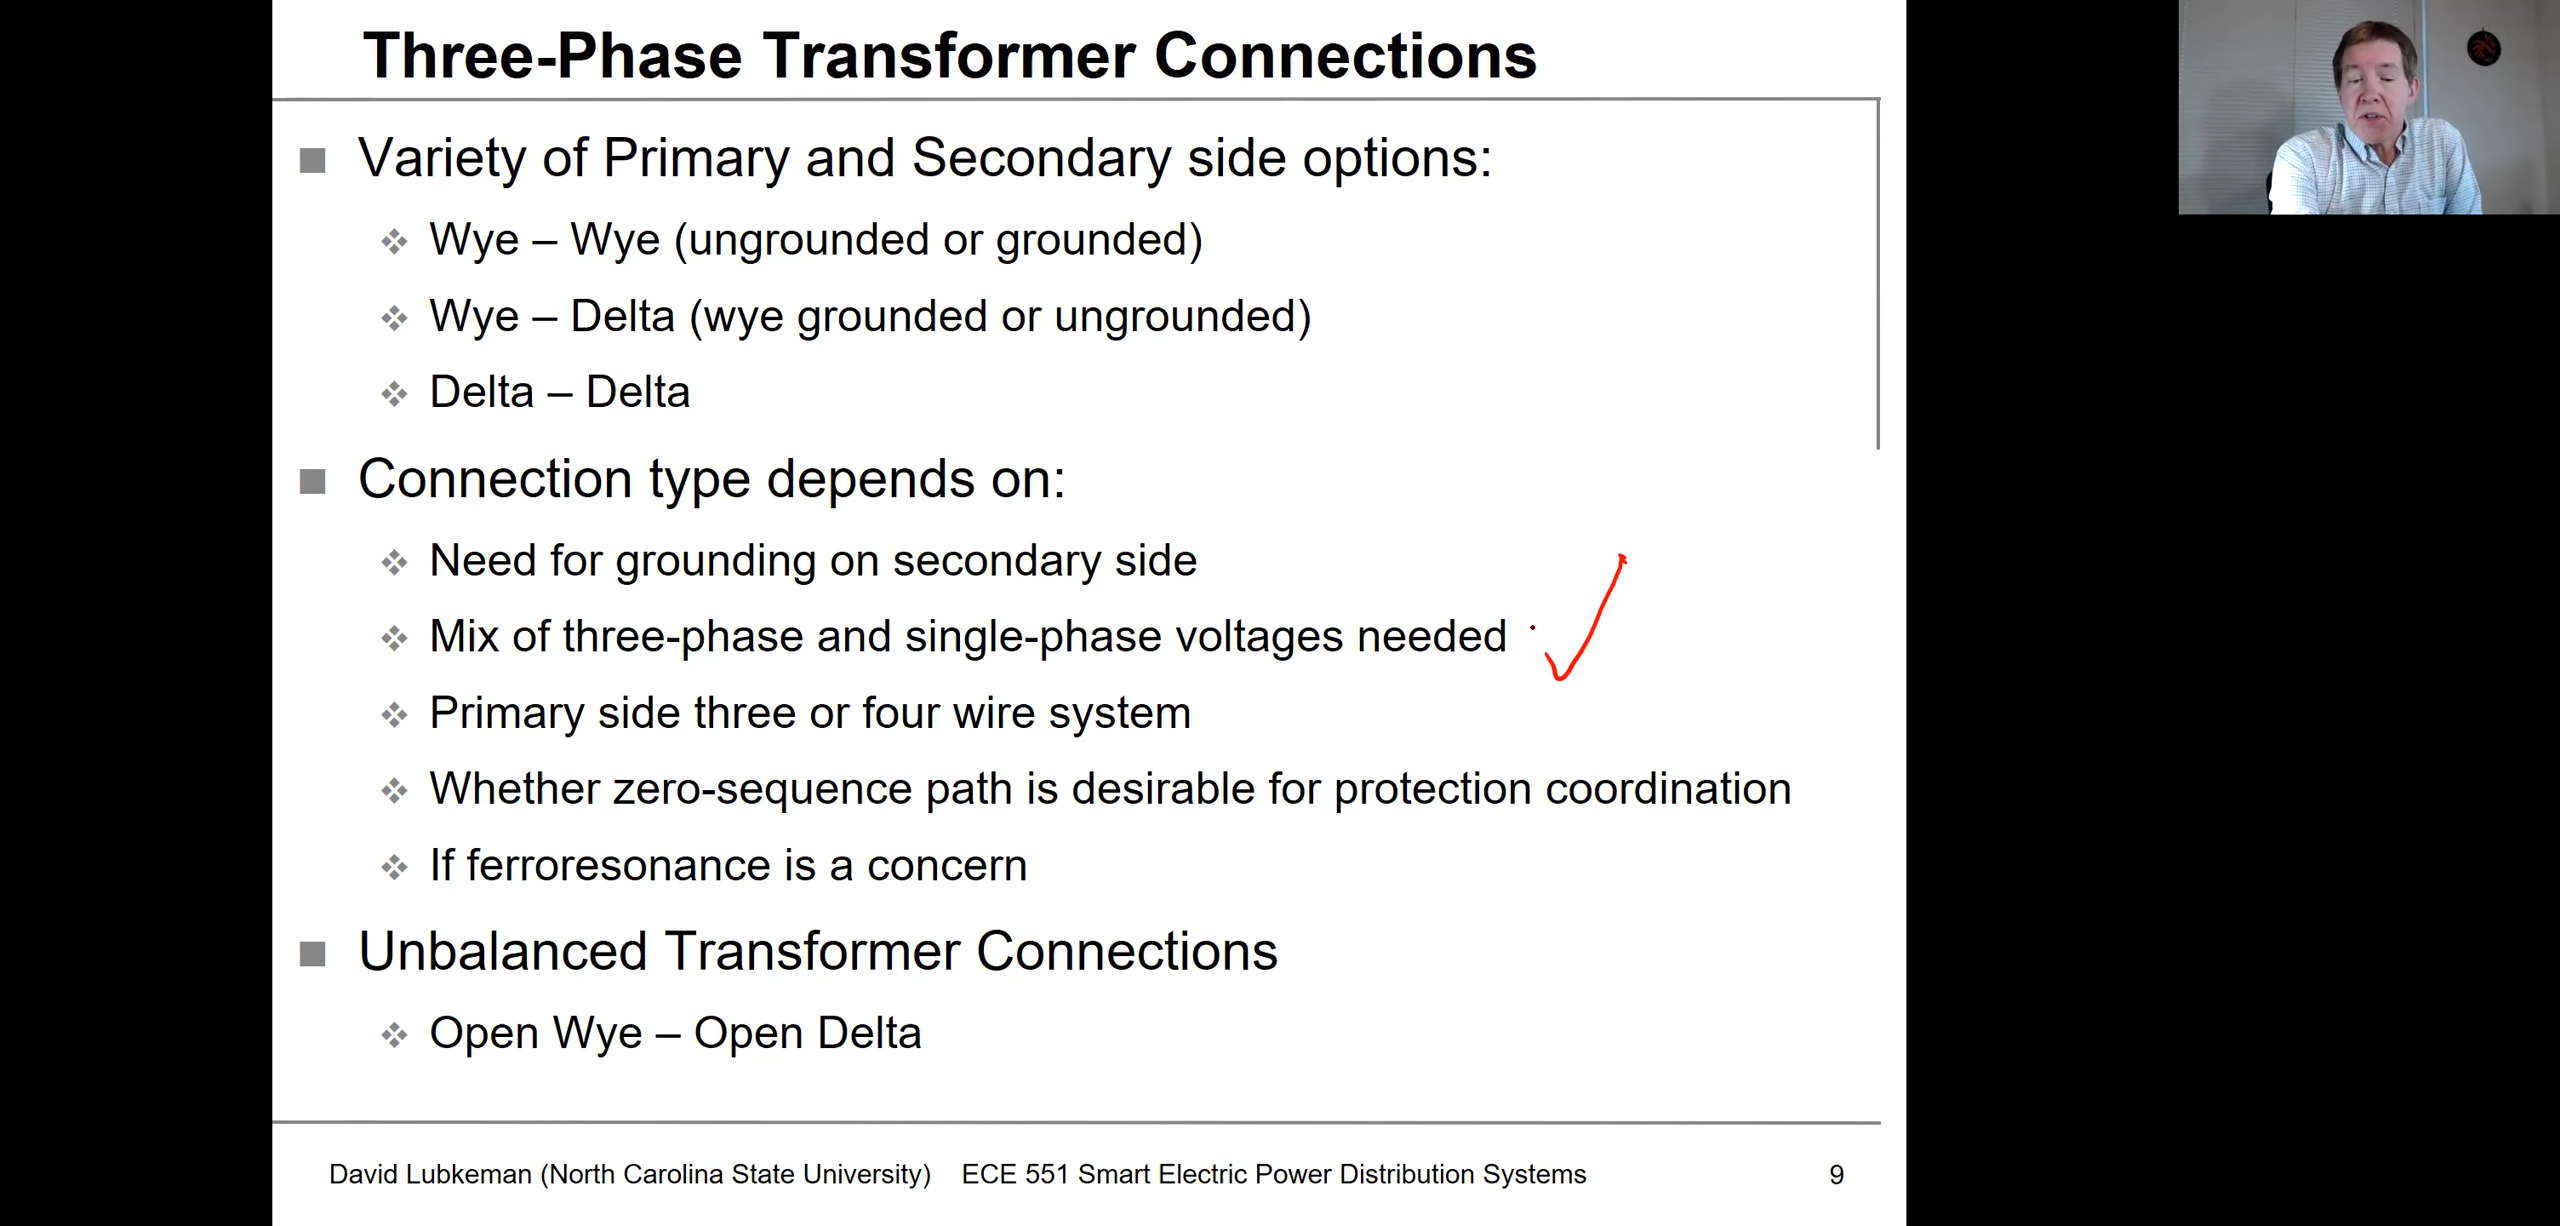 Three-Phase Transformer Connections
Variety of Primary and Secondary side options:
Wye – Wye (ungrounded or grounded)
Wye – Delta (wye grounded or ungrounded)
Delta – Delta
Connection type depends on:
Need for grounding on secondary side
Mix of three-phase and single-phase voltages needed
Primary side three or four wire system
Whether zero-sequence path is desirable for protection coordination
If ferroresonance is a concern
Unbalanced Transformer Connections
Open Wye – Open Delta
David Lubkeman (North Carolina State University) ECE 551 Smart Electric Power Distribution Systems 9